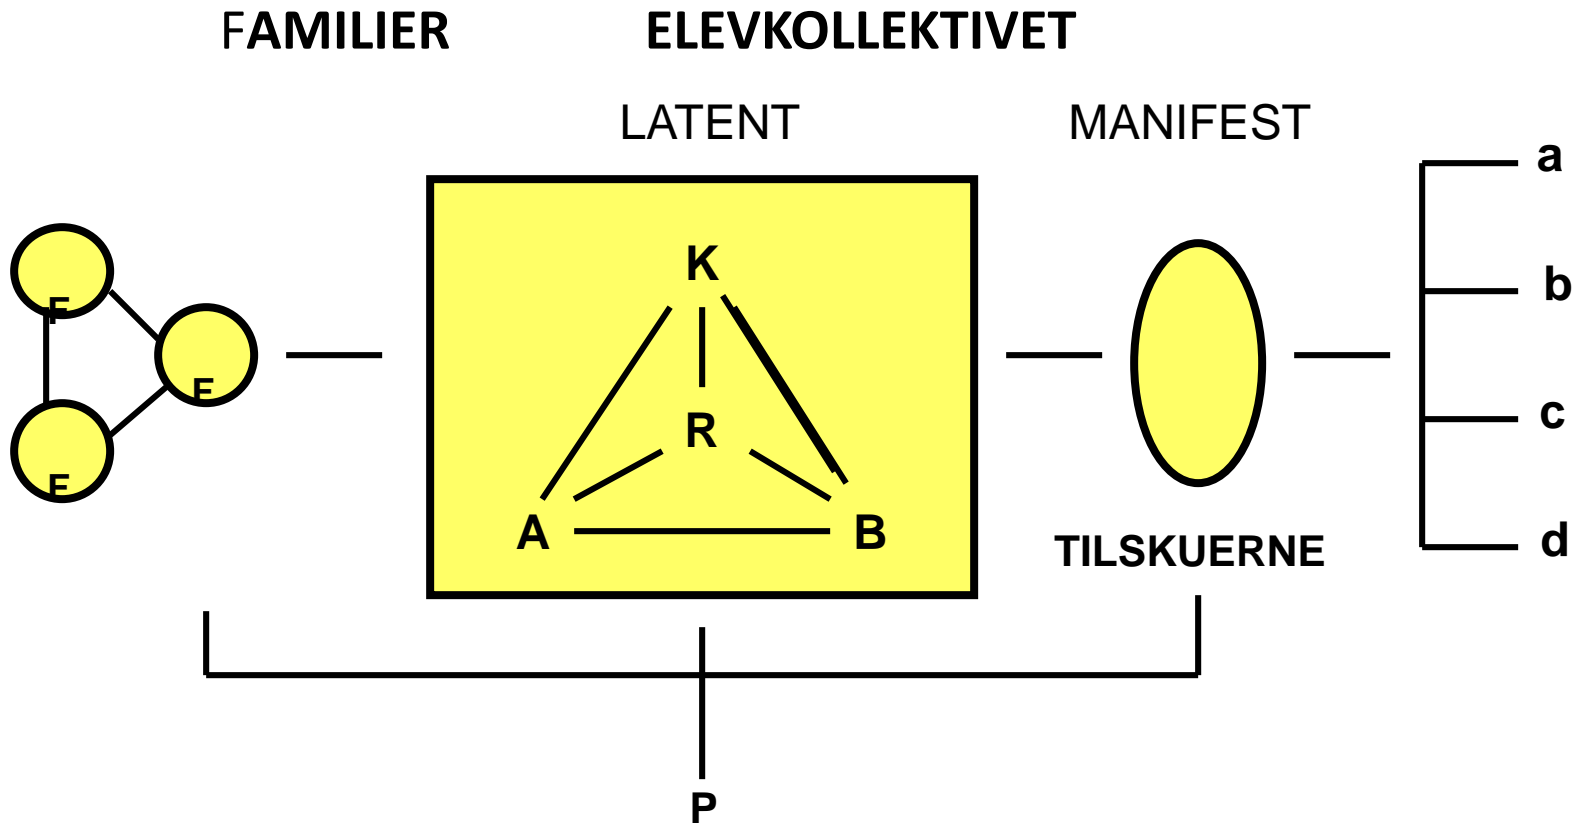 FAMILIER ELEVKOLLEKTIVET
LATENT MANIFEST
a
K
b
F
F
R
c
F
A B
d
TILSKUERNE
P